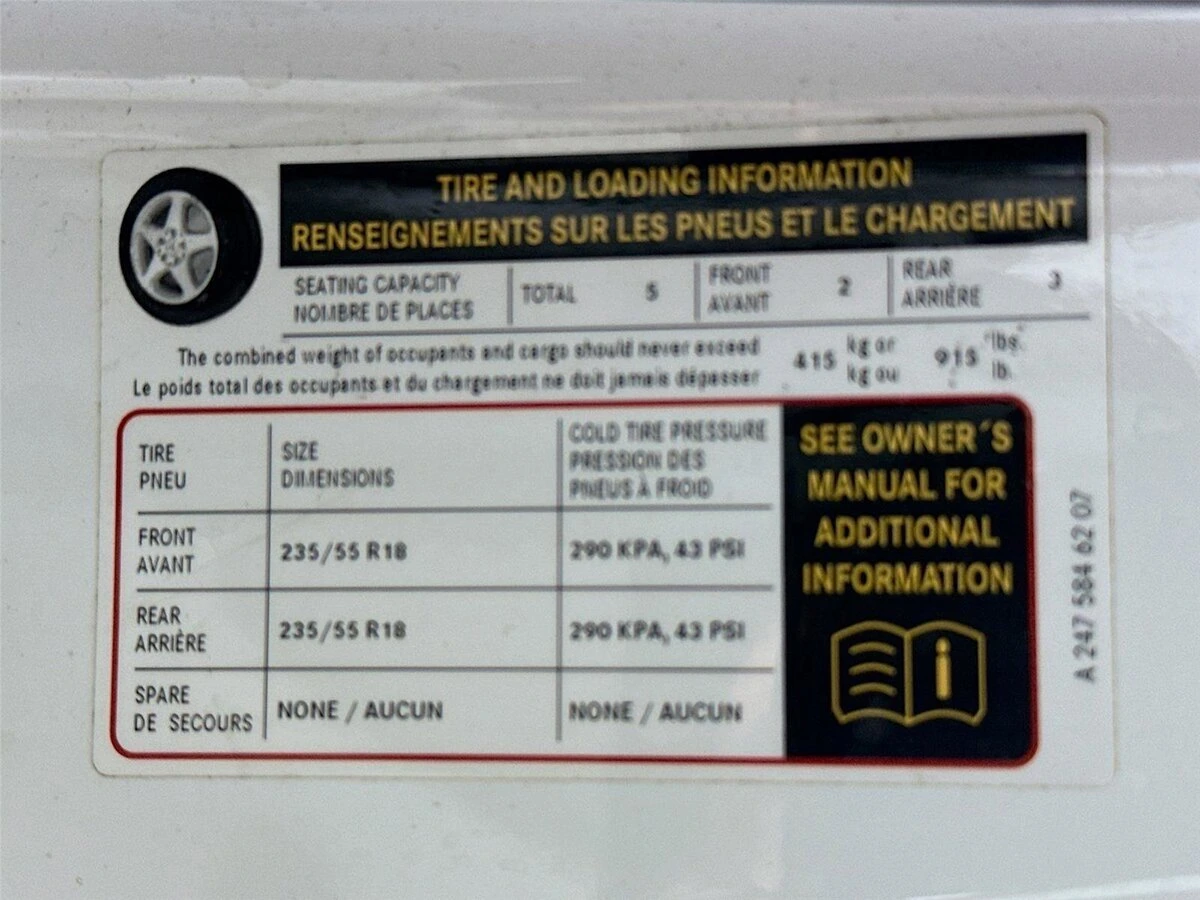 TIRE AND LOADING INFORMATION
RENSEIGNEMENTS SUR LES PNEUS ET LE CHARGEMENT
SEATING CAPACITY
NOMBRE DE PLACES
TOTAL 5
FRONT
AVANT
2
REAR
ARRIÈRE
3
The combined weight of occupants and cargo should never exceed
Le poids total des occupants et du chargement ne doit jamais dépasser
415
kg or
kg ou
915
lbs.
lb.
TIRE
PNEU
SIZE
DIMENSIONS
COLD TIRE PRESSURE
PRESSION DES
PNEUS À FROID
FRONT
AVANT
235/55 R18
290 KPA, 43 PSI
REAR
ARRIÈRE
235/55 R18
290 KPA, 43 PSI
SPARE
DE SECOURS
NONE / AUCUN
NONE / AUCUN
SEE OWNER´S
MANUAL FOR
ADDITIONAL
INFORMATION
i
A 247 584 62 07